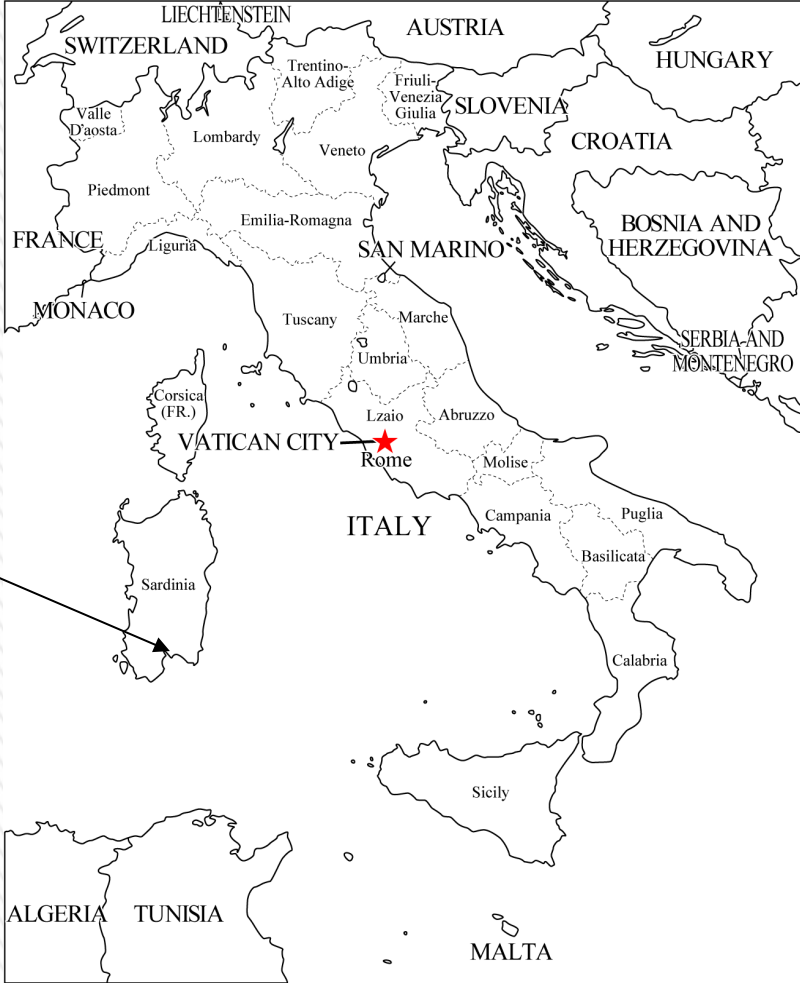 LIECHTENSTEIN
AUSTRIA
SWITZERLAND
HUNGARY
Trentino-
Alto Adige
Friuli-
Venezia
Giulia
SLOVENIA
Valle
D'aosta
Lombardy
Veneto
CROATIA
Piedmont
Emilia-Romagna
BOSNIA AND
HERZEGOVINA
FRANCE
Liguria
SAN MARINO
MONACO
Tuscany
Marche
SERBIA AND
MONTENEGRO
Umbria
Corsica
(FR.)
Lzaio
Abruzzo
VATICAN CITY
Rome
Molise
ITALY
Campania
Puglia
Basilicata
Sardinia
Calabria
Sicily
ALGERIA
TUNISIA
MALTA